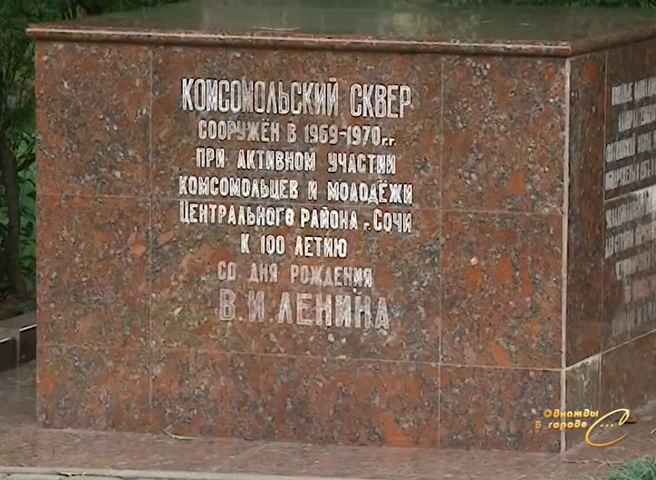 КОМСОМОЛЬСКИЙ СКВЕР
СООРУЖЁН В 1969-1970 г.г.
ПРИ АКТИВНОМ УЧАСТИИ
КОМСОМОЛЬЦЕВ И МОЛОДЁЖИ
ЦЕНТРАЛЬНОГО РАЙОНА г. СОЧИ
К 100 ЛЕТИЮ
СО ДНЯ РОЖДЕНИЯ
В.И.ЛЕНИНА
Однажды
в городе...